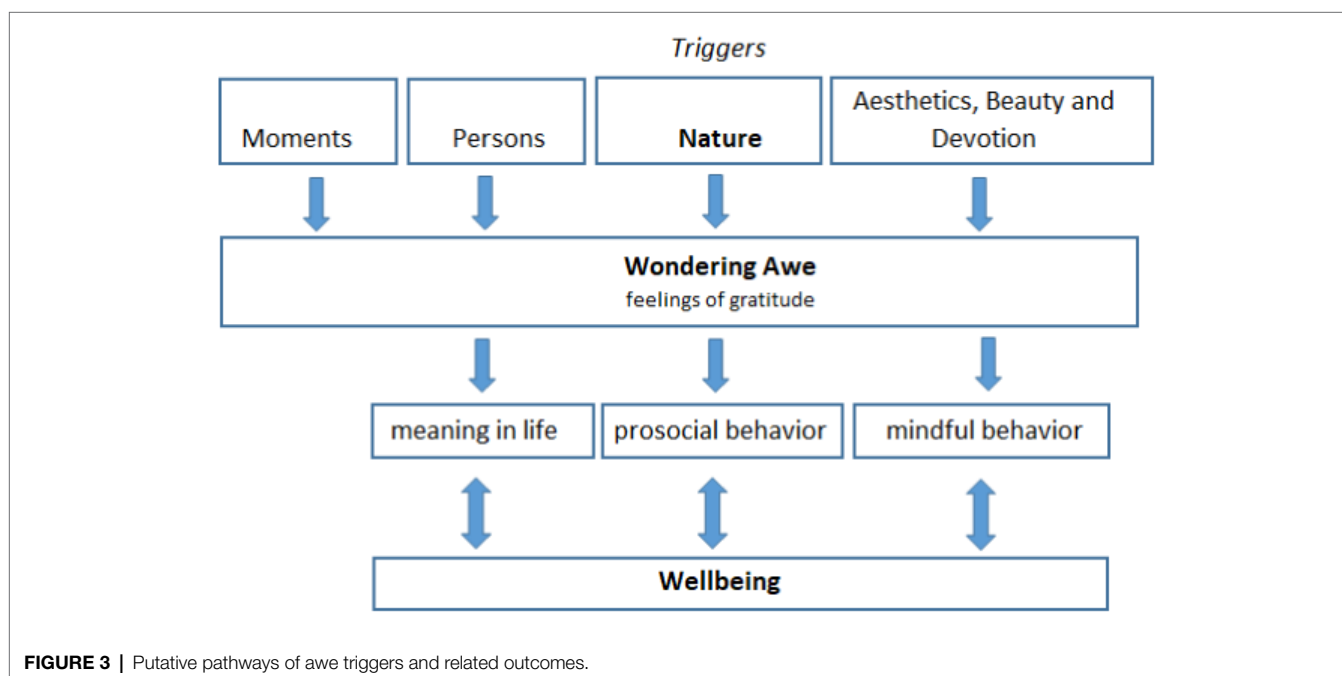 Triggers
Moments
Persons
Nature
Aesthetics, Beauty and
Devotion
Wondering Awe
feelings of gratitude
meaning in life
prosocial behavior
mindful behavior
Wellbeing
FIGURE 3 | Putative pathways of awe triggers and related outcomes.